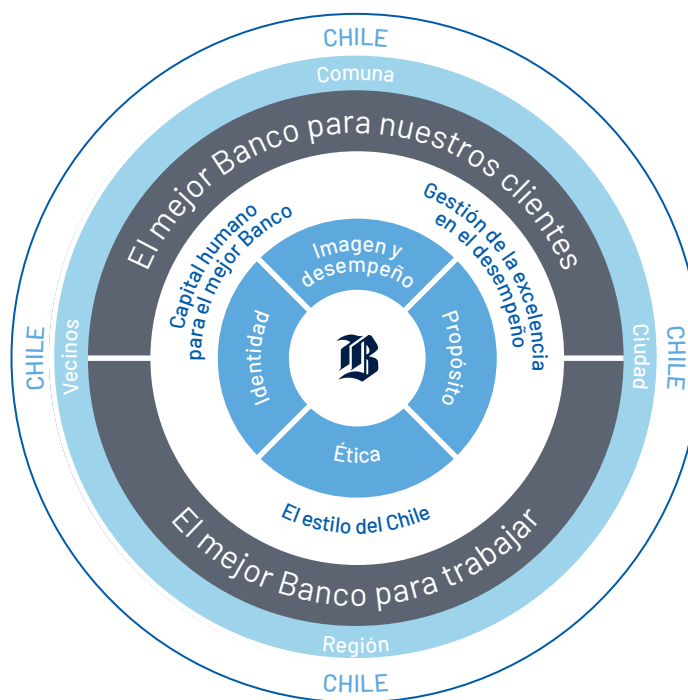 CHILE
Comuna
El mejor Banco para nuestros clientes
Capital humano
para el mejor Banco
Gestión de la excelencia
en el desempeño
Imagen y
desempeño
CHILE
Vecinos
Identidad
B
Propósito
Ciudad
CHILE
Ética
El estilo del Chile
El mejor Banco para trabajar
Región
CHILE